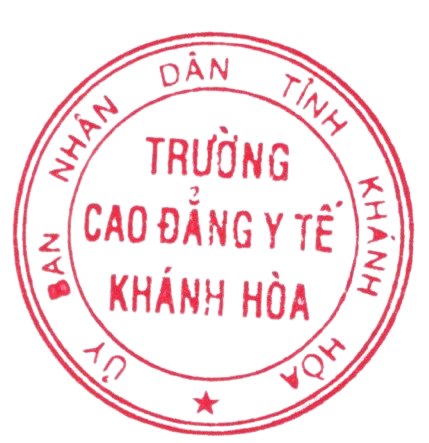 ỦY BAN NHÂN DÂN TỈNH KHÁNH HÒA
TRƯỜNG
CAO ĐẲNG Y TẾ
KHÁNH HÒA